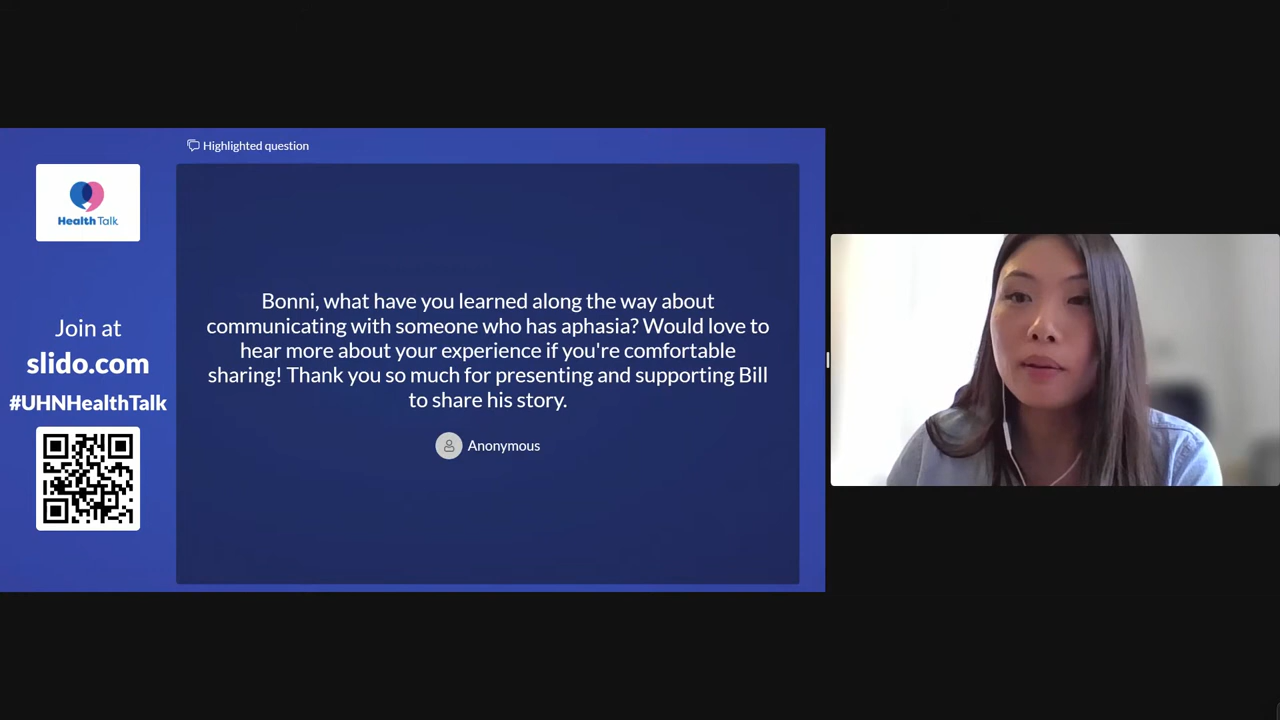 Highlighted question
Health Talk
Join at
slido.com
#UHNHealthTalk
Bonni, what have you learned along the way about
communicating with someone who has aphasia? Would love to
hear more about your experience if you're comfortable
sharing! Thank you so much for presenting and supporting Bill
to share his story.
Anonymous